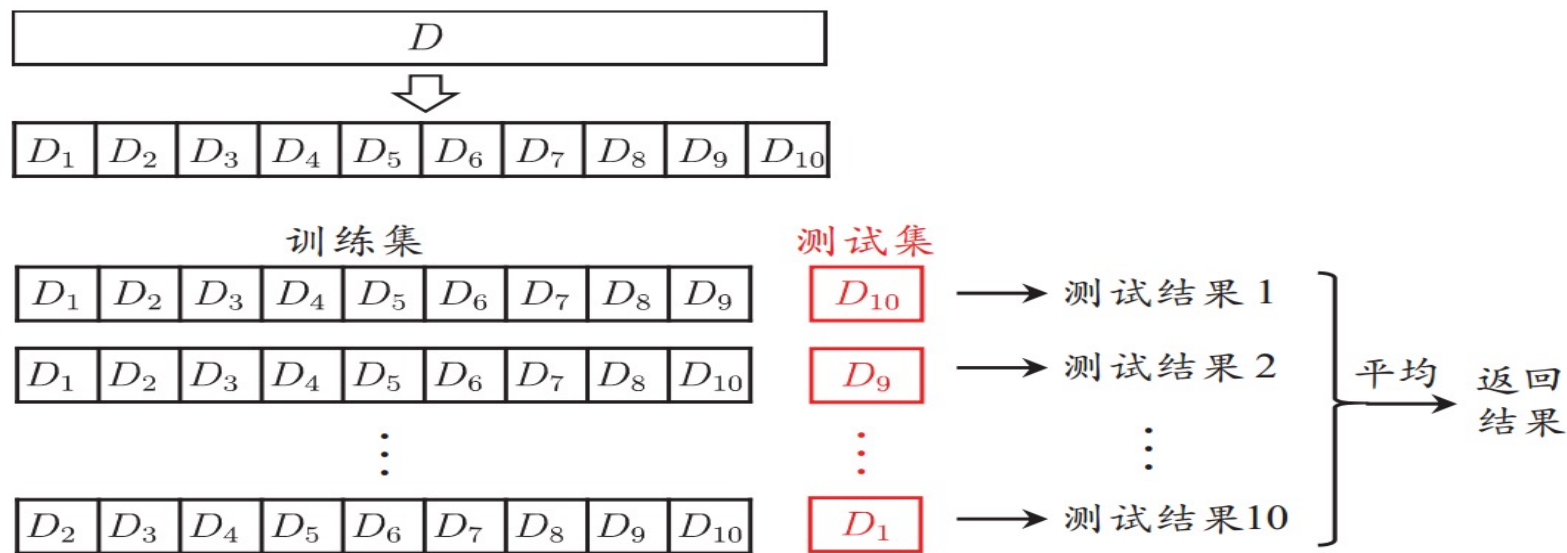 D
D₁ D₂ D₃ D₄ D₅ D₆ D₇ D₈ D₉ D₁₀
训练集 测试集
D₁ D₂ D₃ D₄ D₅ D₆ D₇ D₈ D₉ D₁₀ 测试结果 1
D₁ D₂ D₃ D₄ D₅ D₆ D₇ D₈ D₁₀ D₉ 测试结果 2
平均 返回
结果
⋮ ⋮ ⋮
D₂ D₃ D₄ D₅ D₆ D₇ D₈ D₉ D₁₀ D₁ 测试结果10